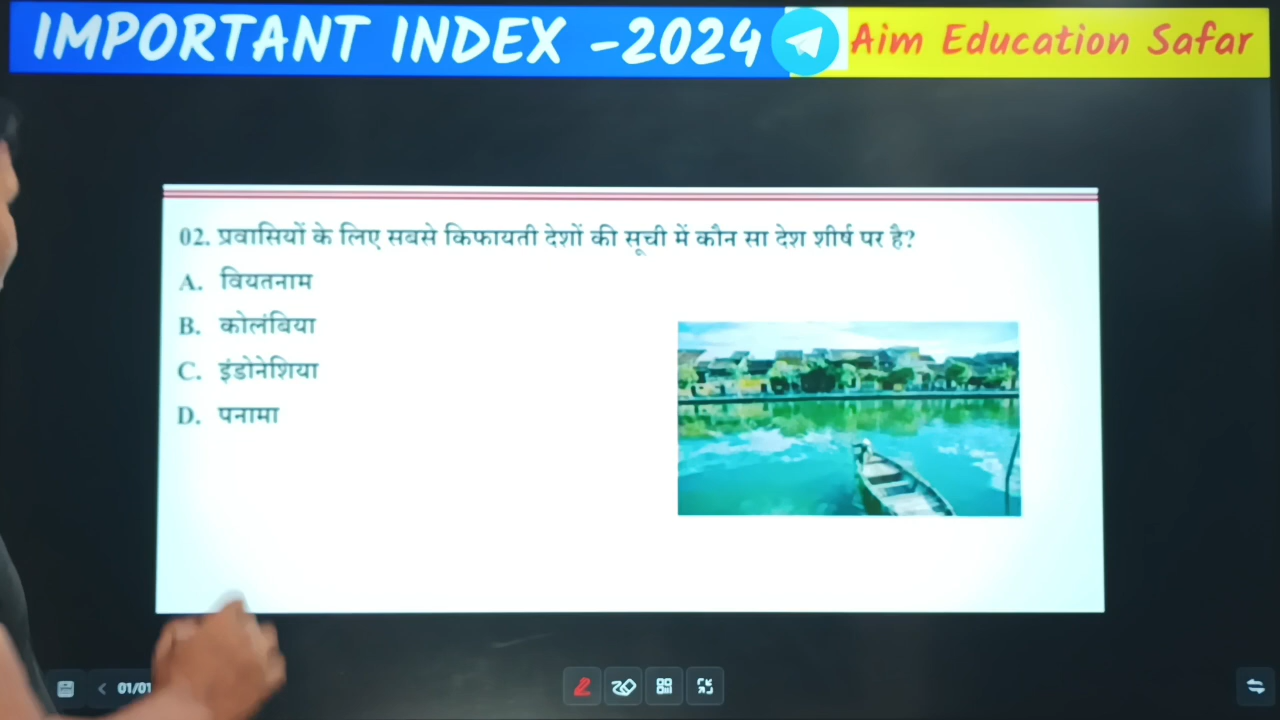 IMPORTANT INDEX -2024 Aim Education Safar
02. प्रवासियों के लिए सबसे किफायती देशों की सूची में कौन सा देश शीर्ष पर है?
A. वियतनाम
B. कोलंबिया
C. इंडोनेशिया
D. पनामा
01/01